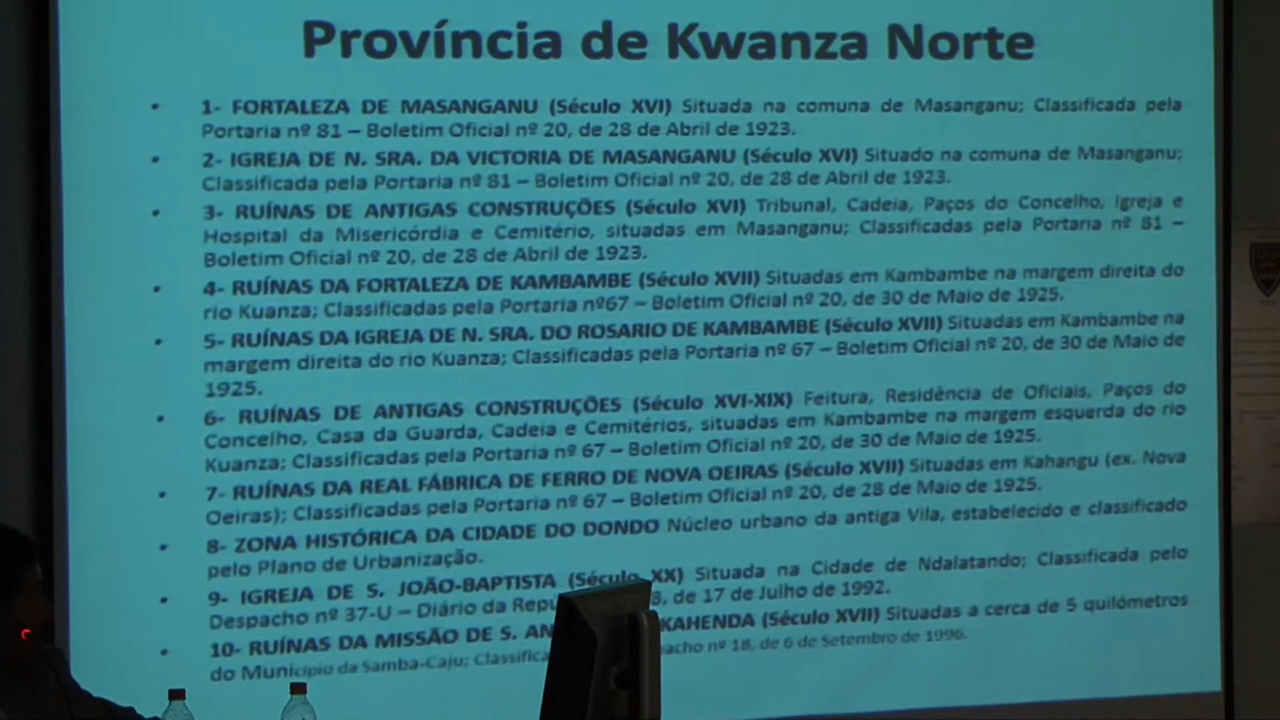 Província de Kwanza Norte
• 1- FORTALEZA DE MASANGANU (Século XVI) Situada na comuna de Masanganu; Classificada pela
Portaria nº 81 – Boletim Oficial nº 20, de 28 de Abril de 1923.
• 2- IGREJA DE N. SRA. DA VICTORIA DE MASANGANU (Século XVI) Situado na comuna de Masanganu;
Classificada pela Portaria nº 81 – Boletim Oficial nº 20, de 28 de Abril de 1923.
• 3- RUÍNAS DE ANTIGAS CONSTRUÇÕES (Século XVI) Tribunal, Cadeia, Paços do Concelho, Igreja e
Hospital da Misericórdia e Cemitério, situadas em Masanganu; Classificadas pela Portaria nº 81 –
Boletim Oficial nº 20, de 28 de Abril de 1923.
• 4- RUÍNAS DA FORTALEZA DE KAMBAMBE (Século XVII) Situadas em Kambambe na margem direita do
rio Kuanza; Classificadas pela Portaria nº67 – Boletim Oficial nº 20, de 30 de Maio de 1925.
• 5- RUÍNAS DA IGREJA DE N. SRA. DO ROSARIO DE KAMBAMBE (Século XVII) Situadas em Kambambe na
margem direita do rio Kuanza; Classificadas pela Portaria nº 67 – Boletim Oficial nº 20, de 30 de Maio de
1925.
• 6- RUÍNAS DE ANTIGAS CONSTRUÇÕES (Século XVI-XIX) Feitura, Residência de Oficiais, Paços do
Concelho, Casa da Guarda, Cadeia e Cemitérios, situadas em Kambambe na margem esquerda do rio
Kuanza; Classificadas pela Portaria nº 67 – Boletim Oficial nº 20, de 30 de Maio de 1925.
• 7- RUÍNAS DA REAL FÁBRICA DE FERRO DE NOVA OEIRAS (Século XVII) Situadas em Kahangu (ex. Nova
Oeiras); Classificadas pela Portaria nº 67 – Boletim Oficial nº 20, de 28 de Maio de 1925.
• 8- ZONA HISTÓRICA DA CIDADE DO DONDO Núcleo urbano da antiga Vila, estabelecido e classificado
pelo Plano de Urbanização.
• 9- IGREJA DE S. JOÃO-BAPTISTA (Século XX) Situada na Cidade de Ndalatando; Classificada pelo
Despacho nº 37-U – Diário da Repu 8, de 17 de Julho de 1992.
• 10- RUÍNAS DA MISSÃO DE S. AN KAHENDA (Século XVII) Situadas a cerca de 5 quilómetros
do Município da Samba-Caju; Classifica pacho nº 18, de 6 de Setembro de 1996.